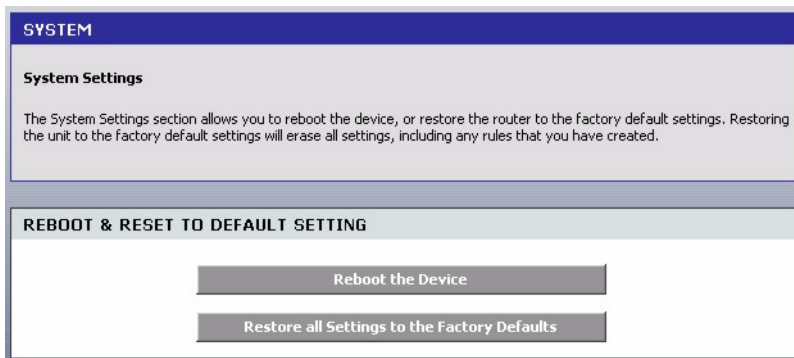 SYSTEM
System Settings
The System Settings section allows you to reboot the device, or restore the router to the factory default settings. Restoring
the unit to the factory default settings will erase all settings, including any rules that you have created.
REBOOT & RESET TO DEFAULT SETTING
Reboot the Device
Restore all Settings to the Factory Defaults